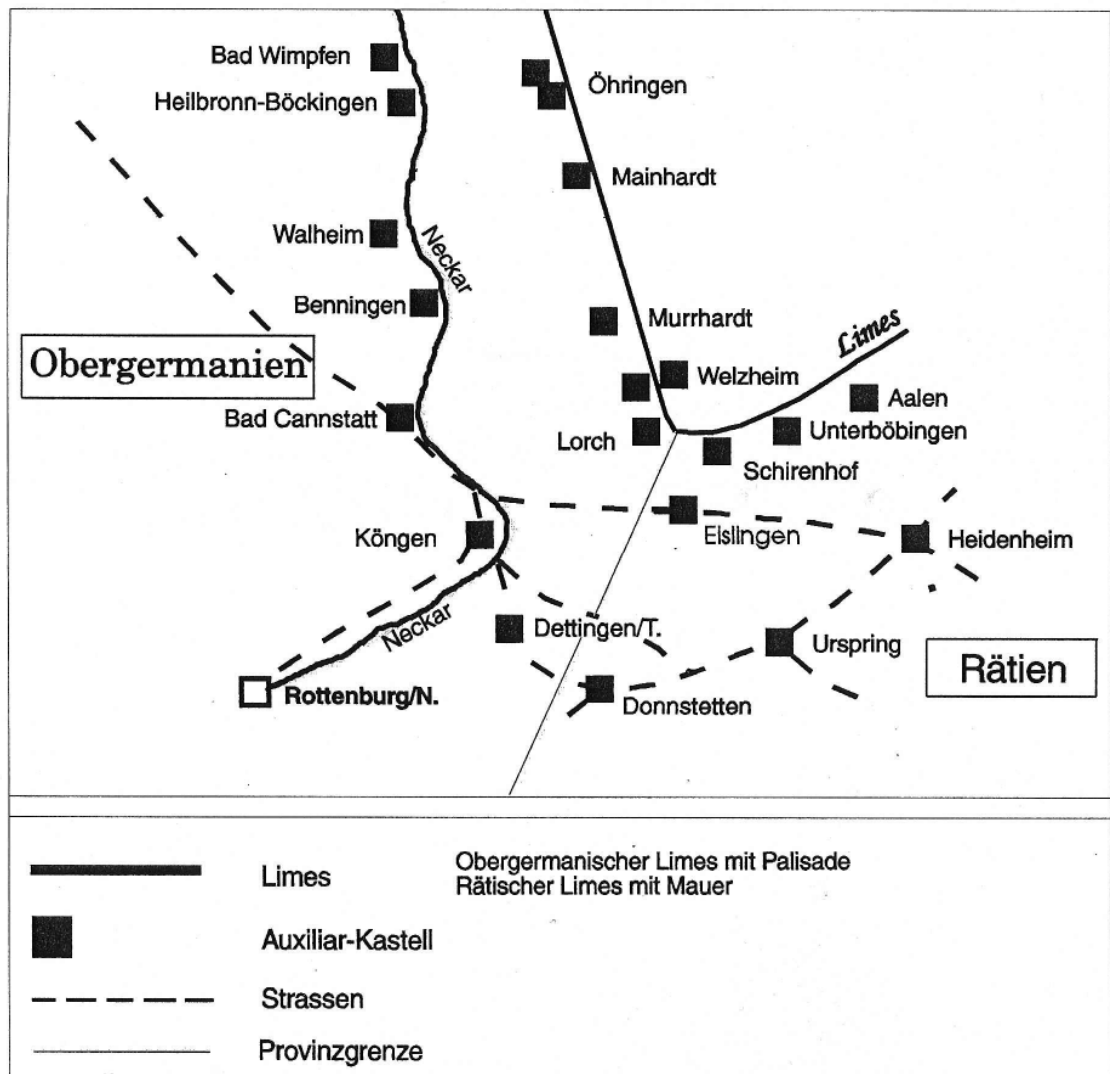 Bad Wimpfen
Öhringen
Heilbronn-Böckingen
Mainhardt
Walheim
Neckar
Benningen
Murrhardt
Limes
Obergermanien
Welzheim
Aalen
Bad Cannstatt
Lorch
Unterböbingen
Schirenhof
Köngen
Eislingen
Heidenheim
Neckar
Dettingen/T.
Urspring
Rätien
Rottenburg/N.
Donnstetten
Limes
Obergermanischer Limes mit Palisade
Rätischer Limes mit Mauer
Auxiliar-Kastell
Strassen
Provinzgrenze